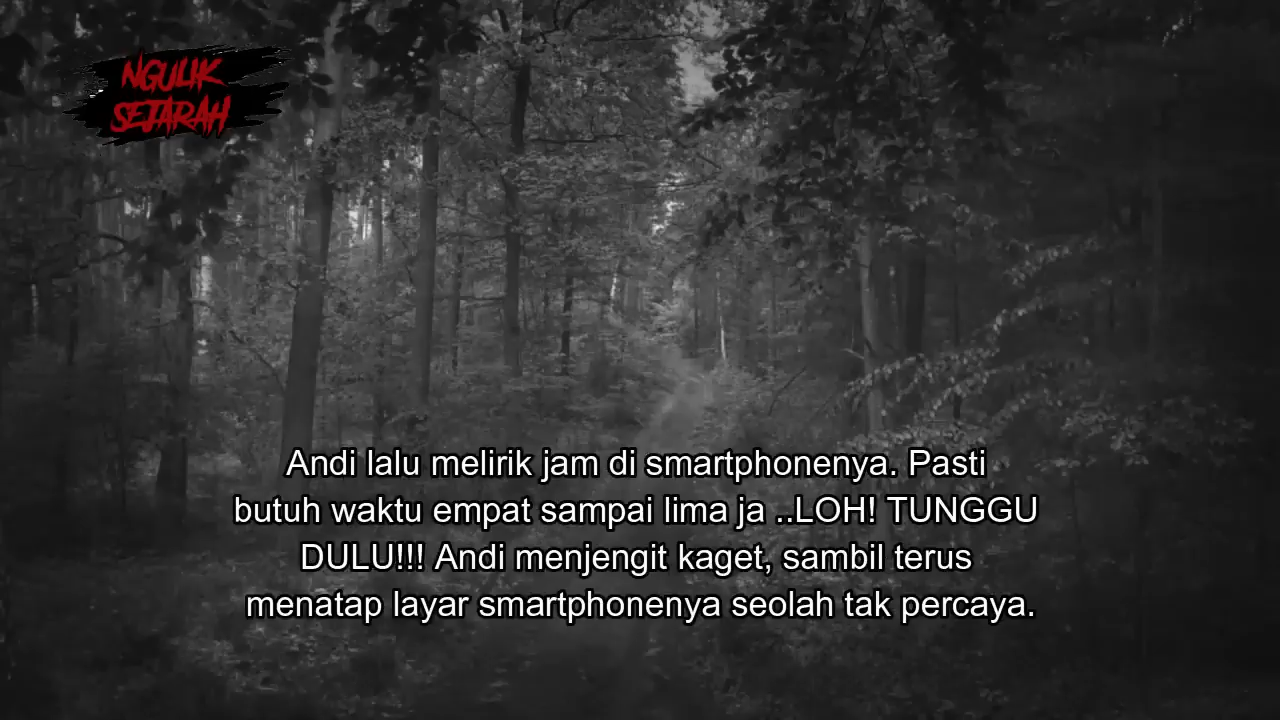 NGULIK
SEJARAH
Andi lalu melirik jam di smartphonenya. Pasti
butuh waktu empat sampai lima ja ..LOH! TUNGGU
DULU!!! Andi menjengit kaget, sambil terus
menatap layar smartphonenya seolah tak percaya.